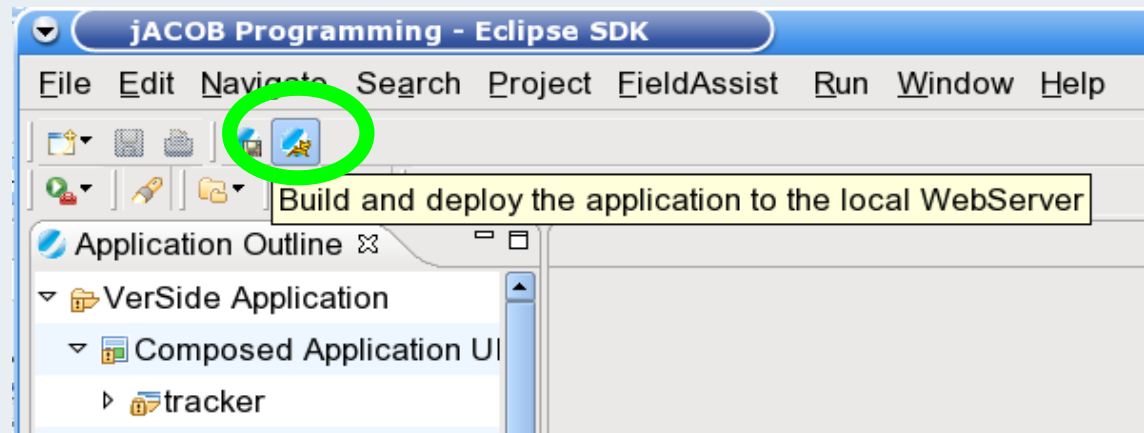 jACOB Programming - Eclipse SDK
File Edit Navigate Search Project FieldAssist Run Window Help
Build and deploy the application to the local WebServer
Application Outline
VerSide Application
Composed Application UI
tracker